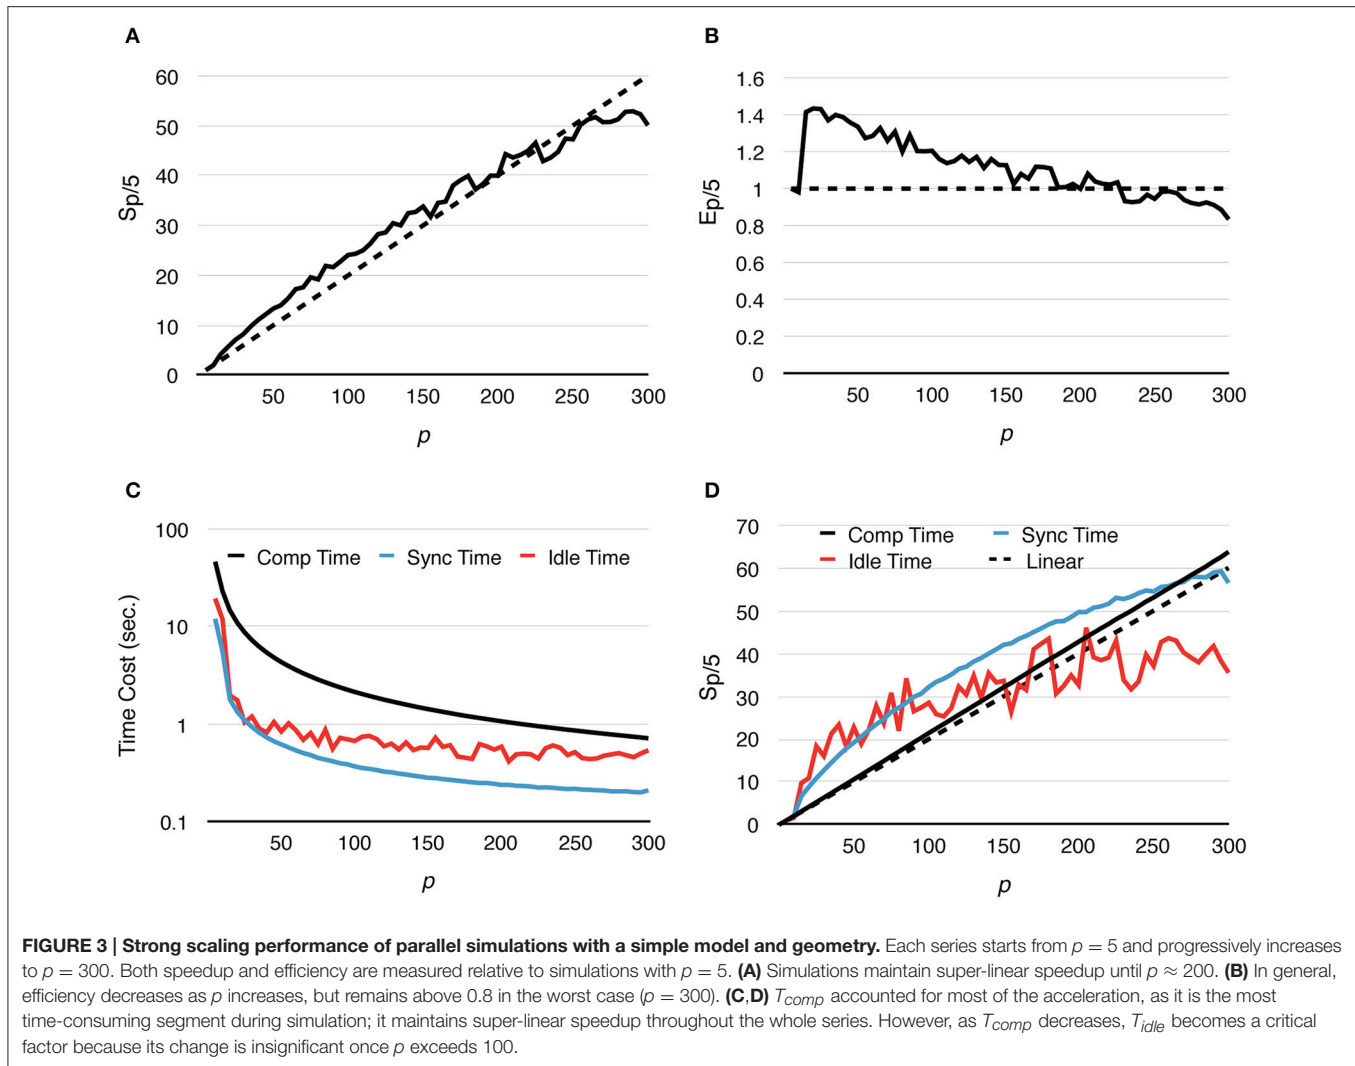 A
60
50
40
30
20
10
0
Sp/5
50 100 150 200 250 300
p
B
1.6
1.4
1.2
1
0.8
0.6
0.4
0.2
0
Ep/5
50 100 150 200 250 300
p
C
100
10
1
0.1
Time Cost (sec.)
Comp Time Sync Time Idle Time
50 100 150 200 250 300
p
D
70
60
50
40
30
20
10
0
Sp/5
Comp Time Sync Time
Idle Time Linear
50 100 150 200 250 300
p
FIGURE 3 | Strong scaling performance of parallel simulations with a simple model and geometry. Each series starts from p = 5 and progressively increases
to p = 300. Both speedup and efficiency are measured relative to simulations with p = 5. (A) Simulations maintain super-linear speedup until p ≈ 200. (B) In general,
efficiency decreases as p increases, but remains above 0.8 in the worst case (p = 300). (C,D) Tcomp accounted for most of the acceleration, as it is the most
time-consuming segment during simulation; it maintains super-linear speedup throughout the whole series. However, as Tcomp decreases, Tidle becomes a critical
factor because its change is insignificant once p exceeds 100.